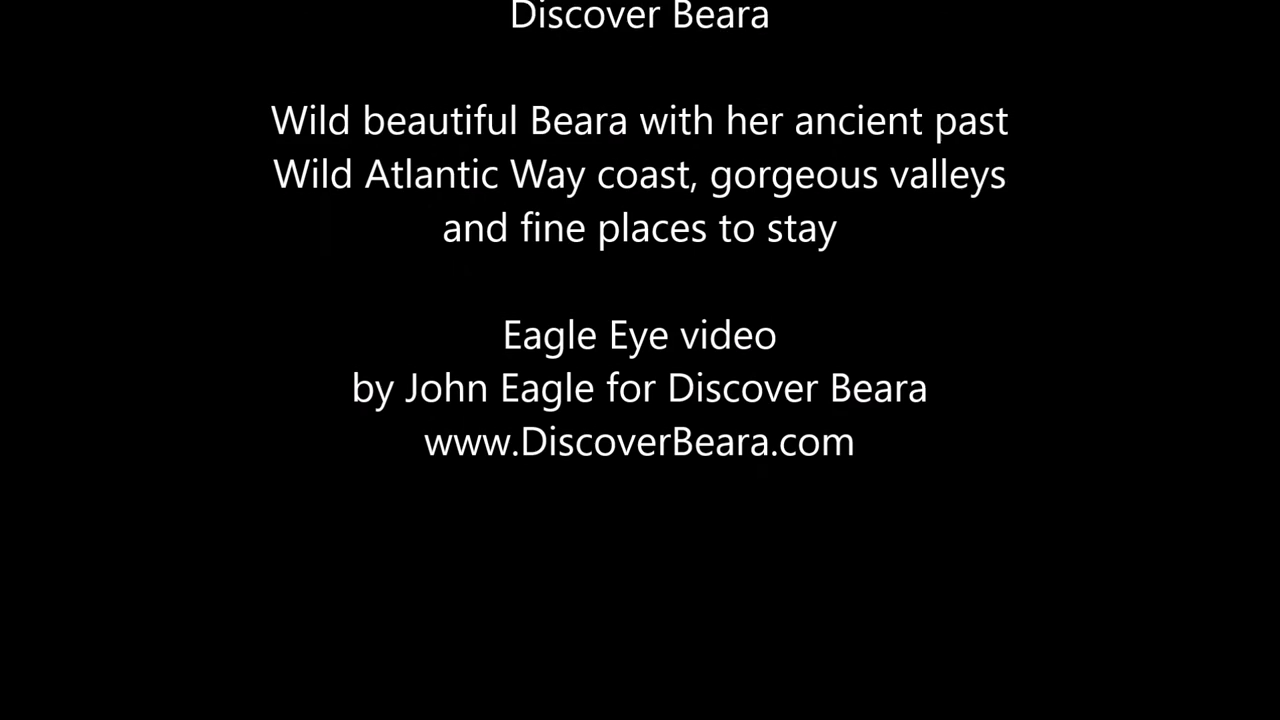 Discover Beara
Wild beautiful Beara with her ancient past
Wild Atlantic Way coast, gorgeous valleys
and fine places to stay
Eagle Eye video
by John Eagle for Discover Beara
www.DiscoverBeara.com